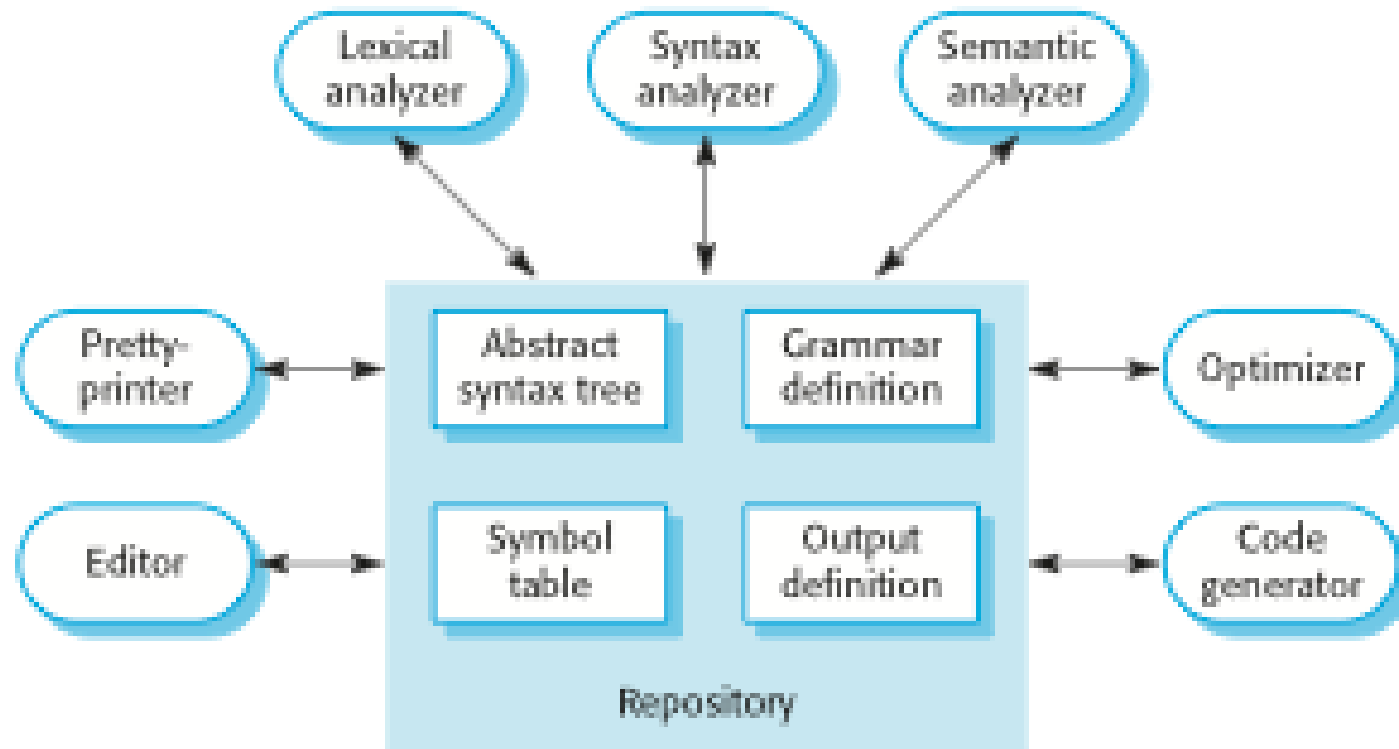 Lexical
analyzer
Syntax
analyzer
Semantic
analyzer
Pretty-
printer
Abstract
syntax tree
Grammar
definition
Optimizer
Editor
Symbol
table
Output
definition
Code
generator
Repository